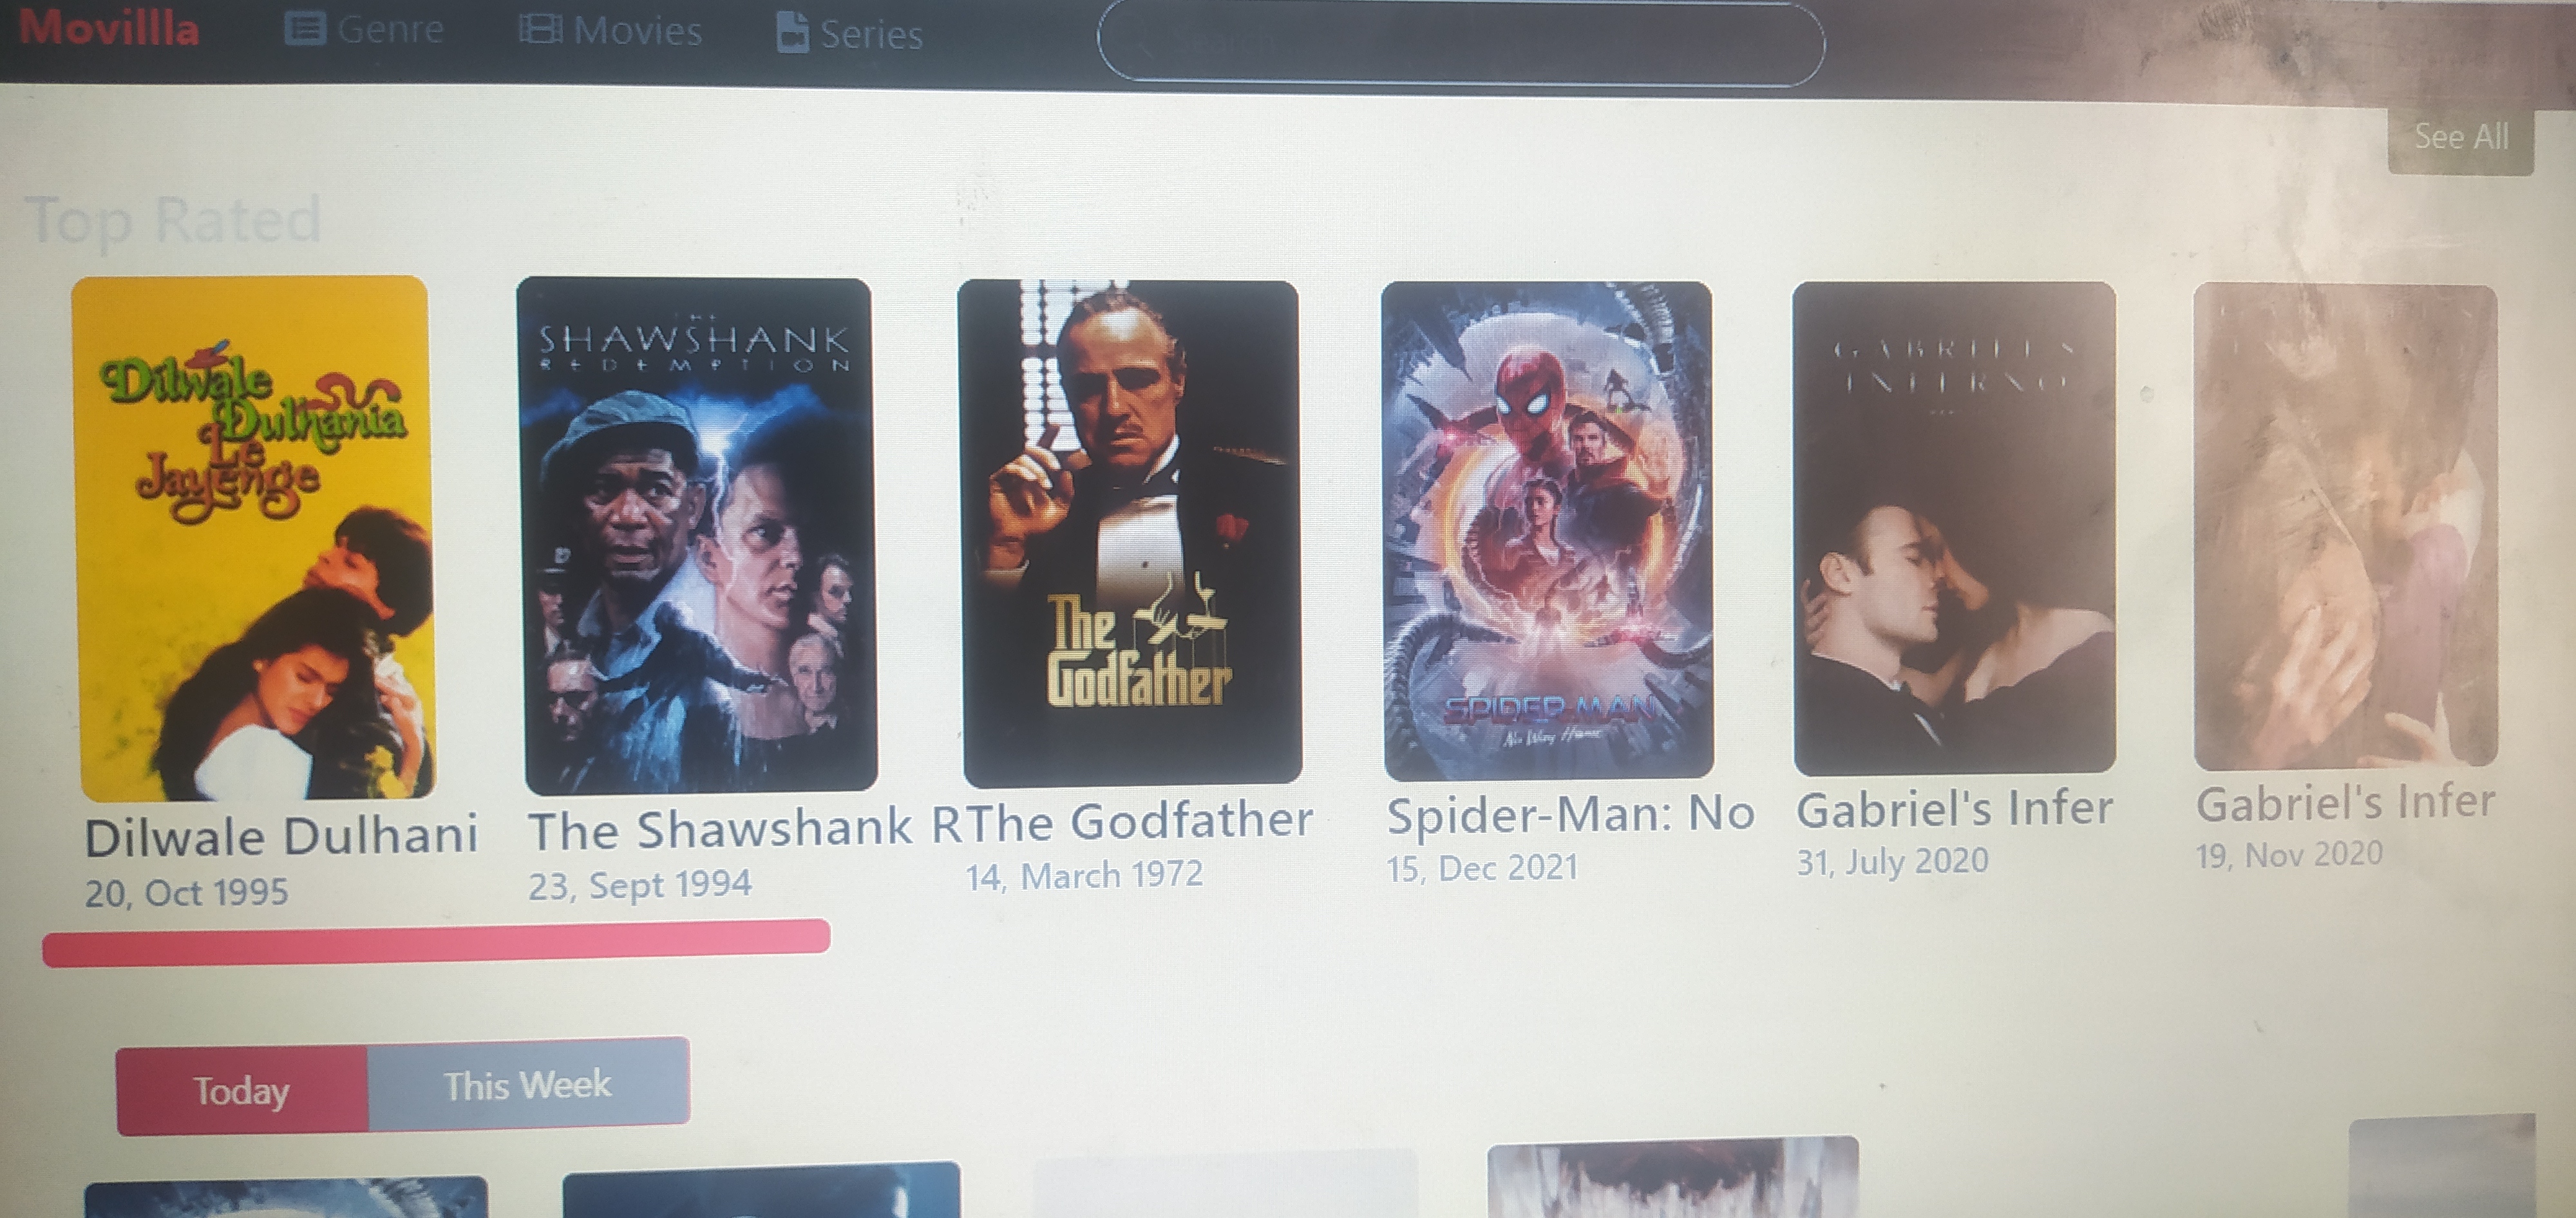 Movillla Genre Movies Series Search
See All
Top Rated
Dilwale
Dulhania
Le
Jayenge
THE
SHAWSHANK
REDEMPTION
The
Godfather
SPIDER-MAN
No Way Home
GABRIEL'S
INFERNO
Dilwale Dulhani
20, Oct 1995
The Shawshank R
23, Sept 1994
The Godfather
14, March 1972
Spider-Man: No
15, Dec 2021
Gabriel's Infer
31, July 2020
Gabriel's Infer
19, Nov 2020
Today This Week